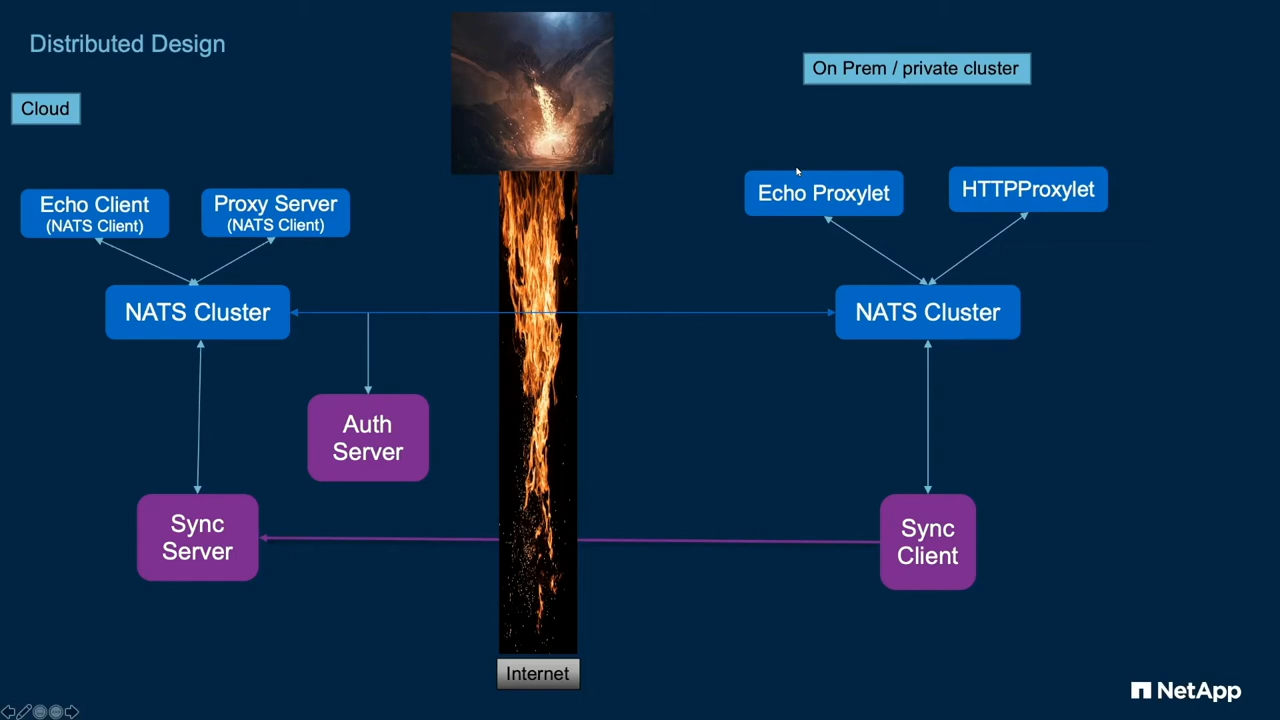 Distributed Design
Cloud
On Prem / private cluster
Echo Client
(NATS Client)
Proxy Server
(NATS Client)
Echo Proxylet
HTTPProxylet
NATS Cluster
NATS Cluster
Auth
Server
Sync
Server
Sync
Client
Internet
NetApp